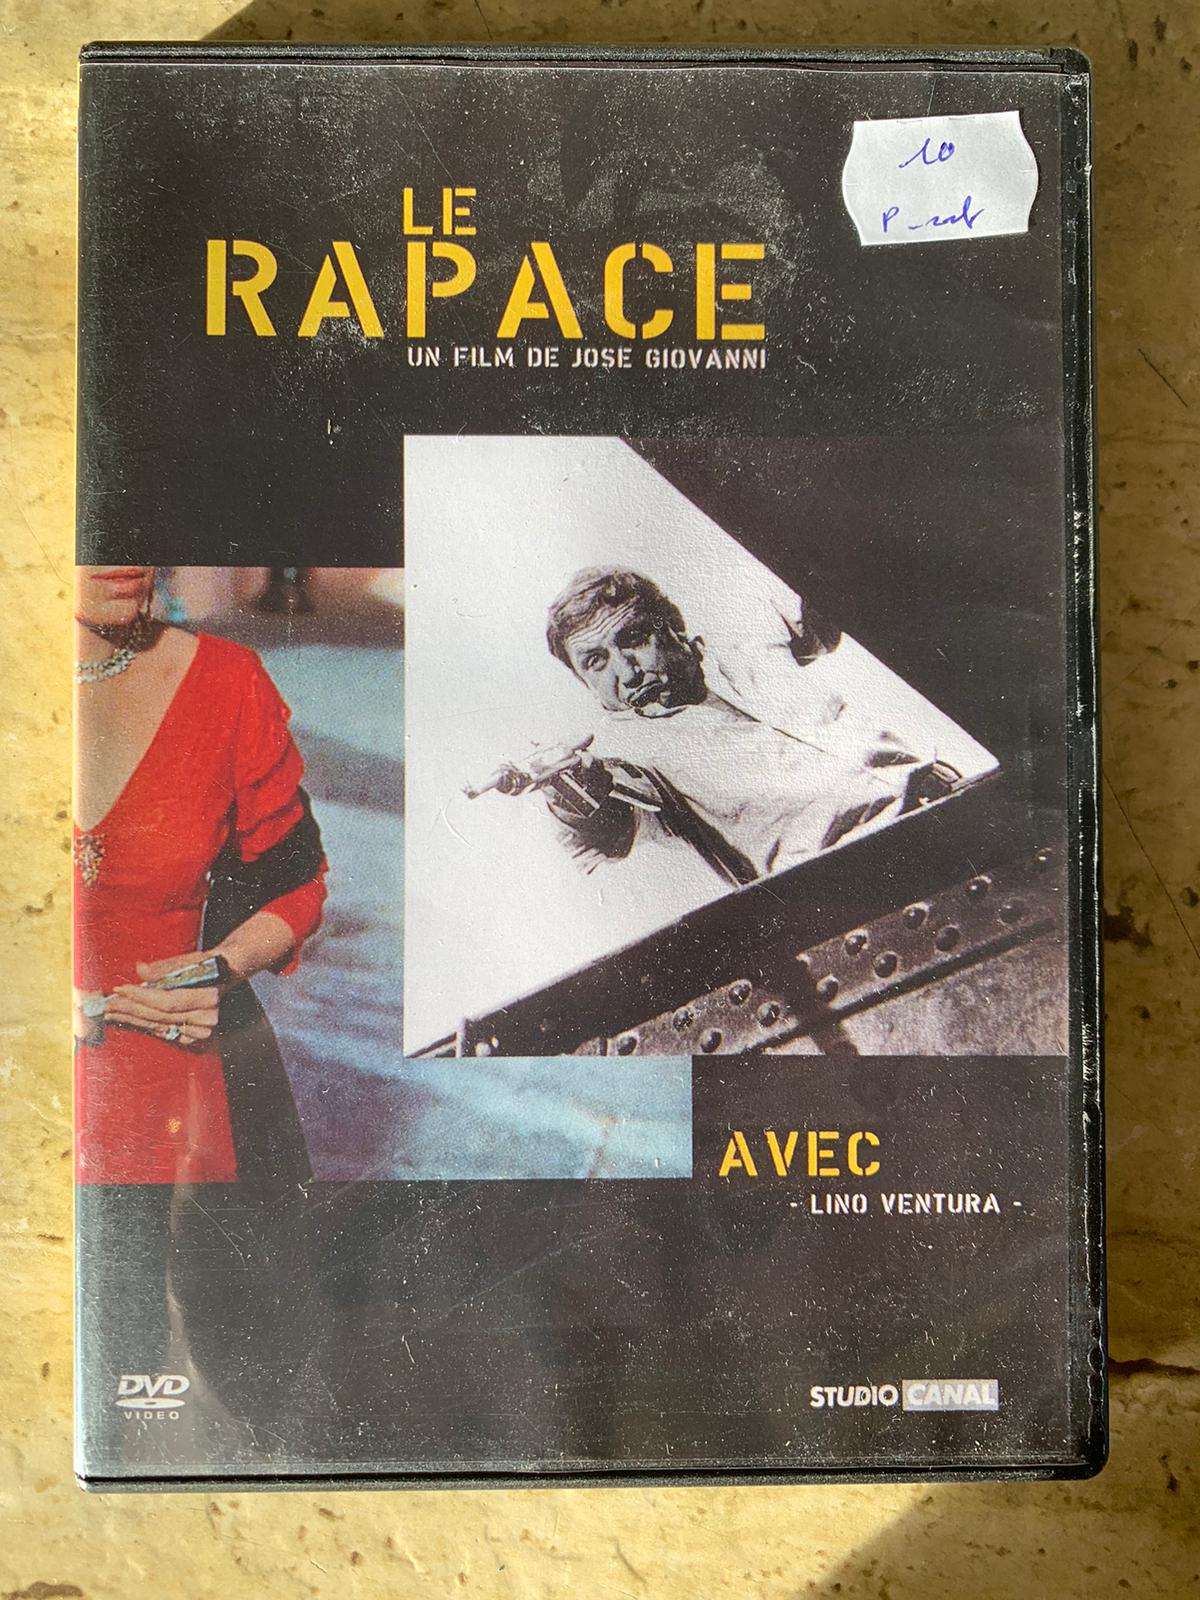 10
LE
RAPACE
UN FILM DE JOSE GIOVANNI
AVEC
- LINO VENTURA -
DVD
VIDEO
STUDIO CANAL